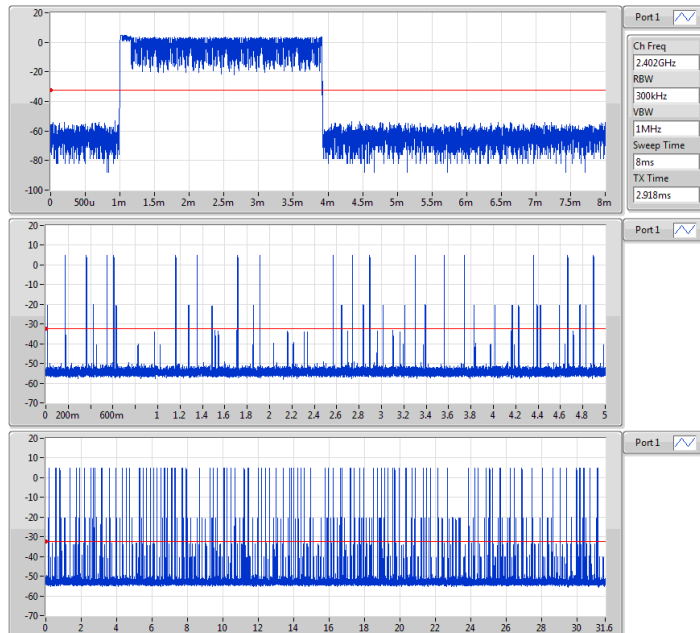 20
0
-20
-40
-60
-80
-100
0 500u 1m 1.5m 2m 2.5m 3m 3.5m 4m 4.5m 5m 5.5m 6m 6.5m 7m 7.5m 8m
Port 1
Ch Freq
2.402GHz
RBW
300kHz
VBW
1MHz
Sweep Time
8ms
TX Time
2.918ms
20
10
0
-10
-20
-30
-40
-50
-60
-70
0 200m 600m 1 1.2 1.4 1.6 1.8 2 2.2 2.4 2.6 2.8 3 3.2 3.4 3.6 3.8 4 4.2 4.4 4.6 4.8 5
Port 1
20
10
0
-10
-20
-30
-40
-50
-60
-70
0 2 4 6 8 10 12 14 16 18 20 22 24 26 28 30 31.6
Port 1